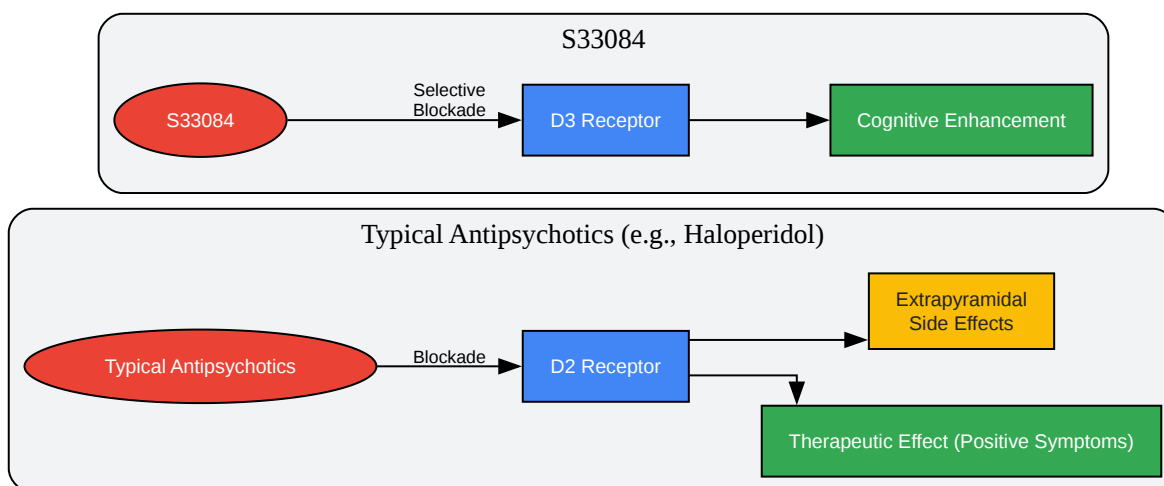 S33084
S33084
Selective
Blockade
D3 Receptor
Cognitive Enhancement
Typical Antipsychotics (e.g., Haloperidol)
Typical Antipsychotics
Blockade
D2 Receptor
Extrapyramidal
Side Effects
Therapeutic Effect (Positive Symptoms)